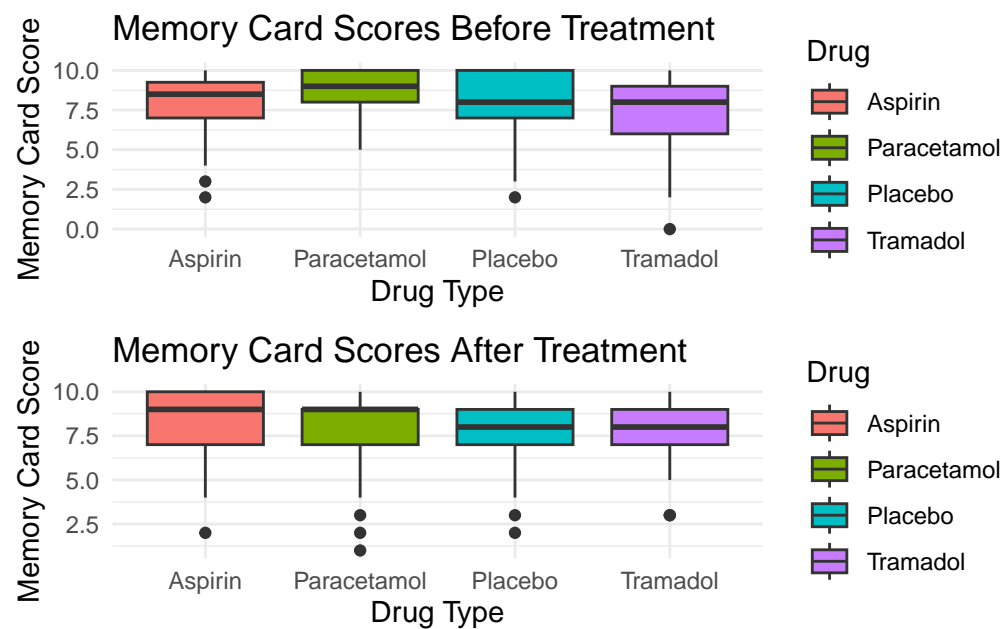 Memory Card Scores Before Treatment
Memory Card Score
10.0
7.5
5.0
2.5
0.0
Aspirin Paracetamol Placebo Tramadol
Drug Type
Drug
Aspirin
Paracetamol
Placebo
Tramadol
Memory Card Scores After Treatment
Memory Card Score
10.0
7.5
5.0
2.5
Aspirin Paracetamol Placebo Tramadol
Drug Type
Drug
Aspirin
Paracetamol
Placebo
Tramadol